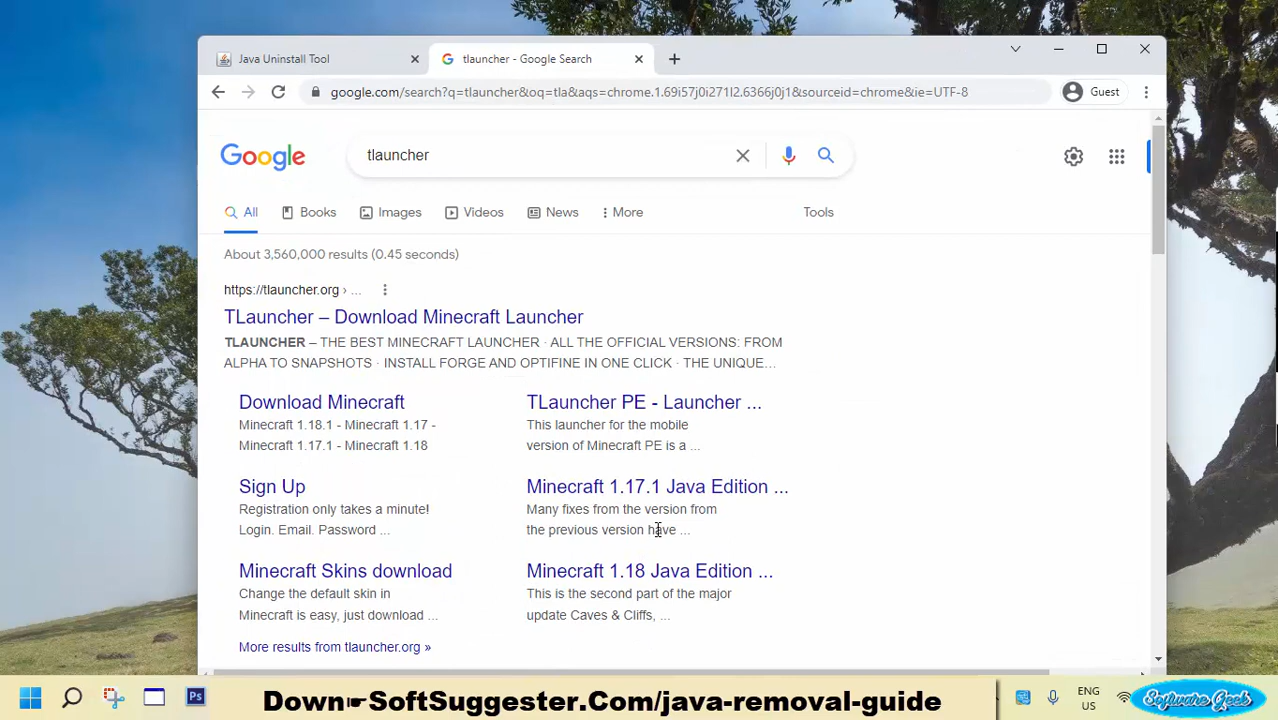 Java Uninstall Tool
tlauncher - Google Search
google.com/search?q=tlauncher&oq=tla&aqs=chrome.1.69i57j0i271l2.6366j0j1&sourceid=chrome&ie=UTF-8
Guest
Google
tlauncher
All
Books
Images
Videos
News
More
Tools
About 3,560,000 results (0.45 seconds)
https://tlauncher.org › ...
TLauncher – Download Minecraft Launcher
TLAUNCHER – THE BEST MINECRAFT LAUNCHER · ALL THE OFFICIAL VERSIONS: FROM
ALPHA TO SNAPSHOTS · INSTALL FORGE AND OPTIFINE IN ONE CLICK · THE UNIQUE...
Download Minecraft
Minecraft 1.18.1 - Minecraft 1.17 -
Minecraft 1.17.1 - Minecraft 1.18
TLauncher PE - Launcher ...
This launcher for the mobile
version of Minecraft PE is a ...
Sign Up
Registration only takes a minute!
Login. Email. Password ...
Minecraft 1.17.1 Java Edition ...
Many fixes from the version from
the previous version have ...
Minecraft Skins download
Change the default skin in
Minecraft is easy, just download ...
Minecraft 1.18 Java Edition ...
This is the second part of the major
update Caves & Cliffs, ...
More results from tlauncher.org »
Ps
Down☛SoftSuggester.Com/java-removal-guide
ENG
US
Software Geek